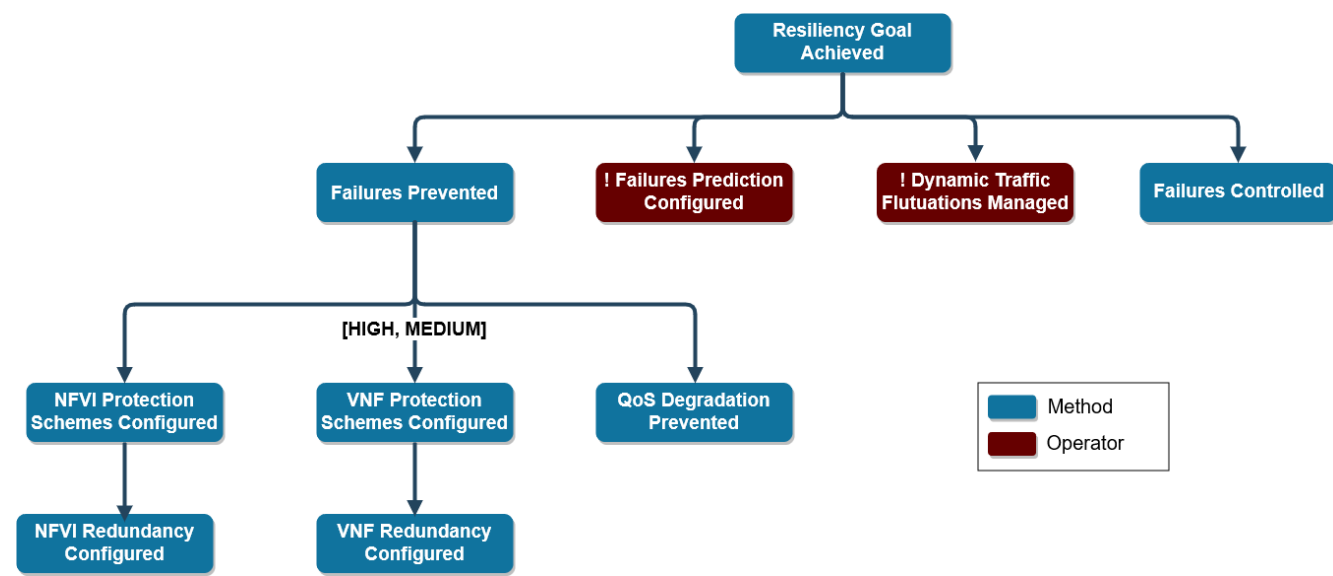 Resiliency Goal
Achieved
Failures Prevented
! Failures Prediction
Configured
! Dynamic Traffic
Flutuations Managed
Failures Controlled
[HIGH, MEDIUM]
NFVI Protection
Schemes Configured
VNF Protection
Schemes Configured
QoS Degradation
Prevented
Method
Operator
NFVI Redundancy
Configured
VNF Redundancy
Configured